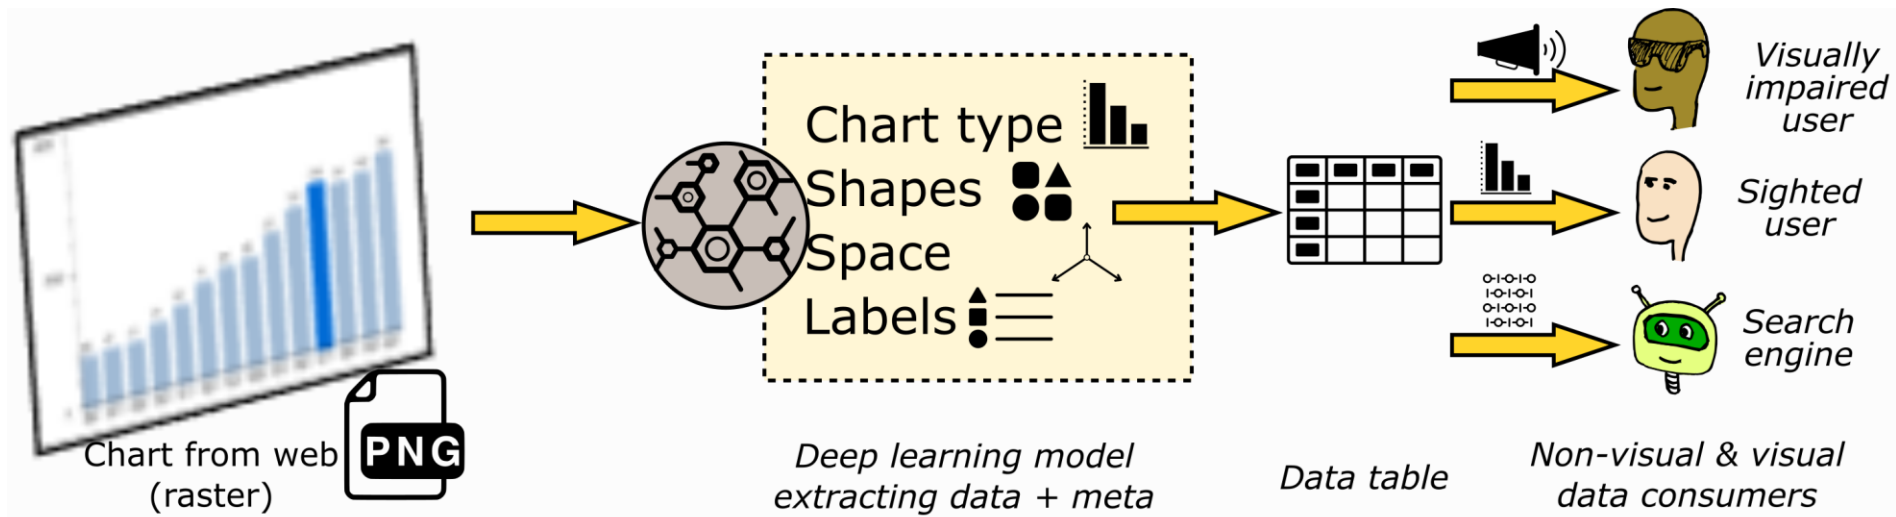 Chart from web
(raster)
PNG
Chart type
Shapes
Space
Labels
Deep learning model
extracting data + meta
Data table
Visually
impaired
user
Sighted
user
Search
engine
Non-visual & visual
data consumers